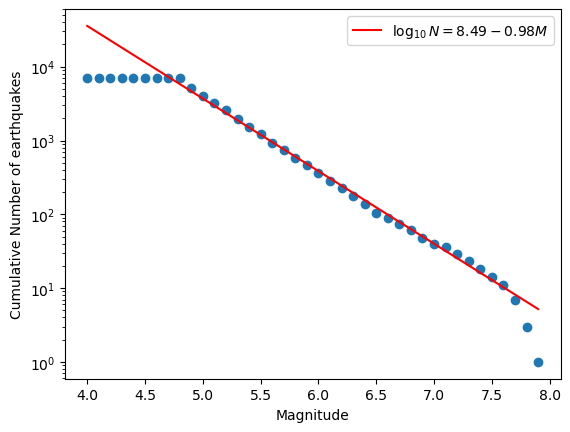 log₁₀ N = 8.49 − 0.98M
Cumulative Number of earthquakes
10⁴
10³
10²
10¹
10⁰
4.0 4.5 5.0 5.5 6.0 6.5 7.0 7.5 8.0
Magnitude